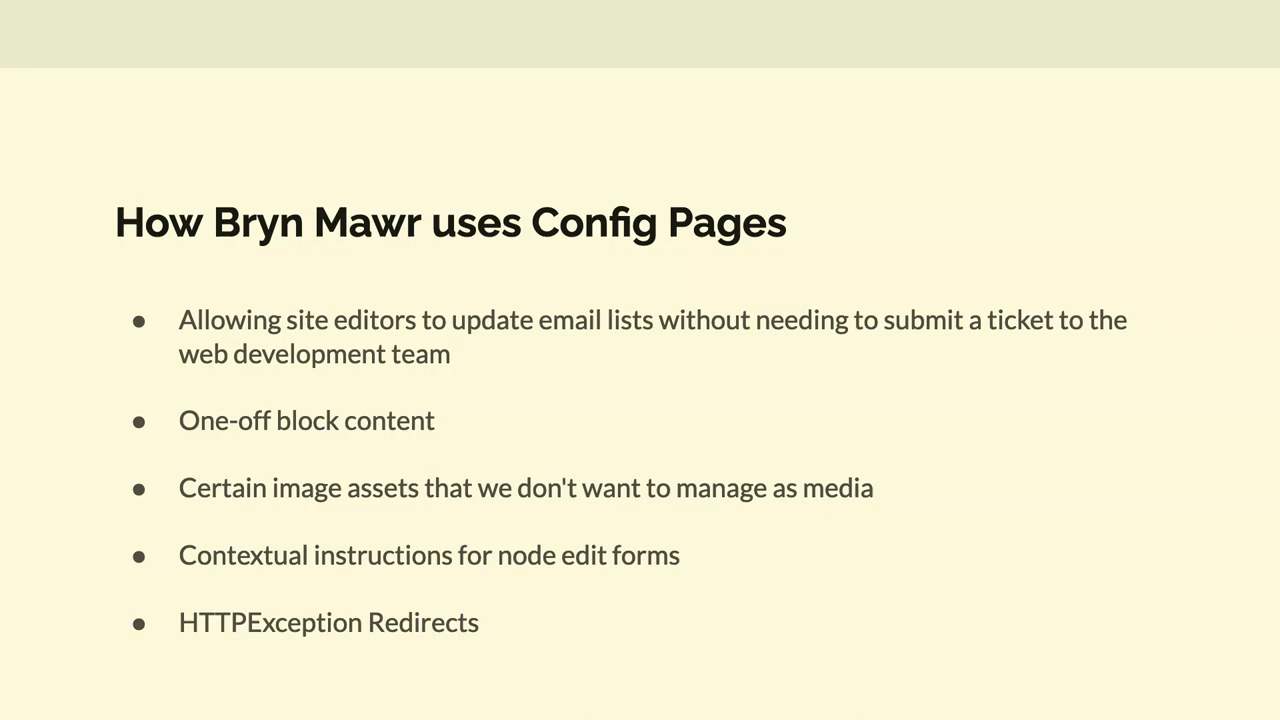 How Bryn Mawr uses Config Pages
● Allowing site editors to update email lists without needing to submit a ticket to the
web development team
● One-off block content
● Certain image assets that we don't want to manage as media
● Contextual instructions for node edit forms
● HTTPException Redirects